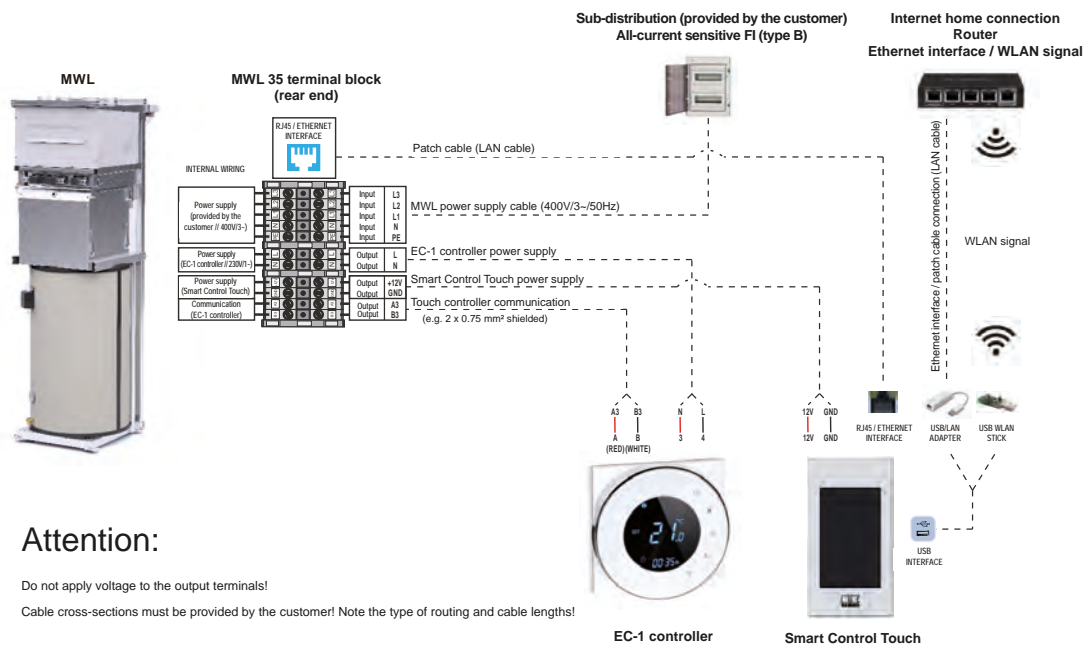 Sub-distribution (provided by the customer)
All-current sensitive FI (type B)
Internet home connection
Router
Ethernet interface / WLAN signal
MWL
MWL 35 terminal block
(rear end)
RJ45 / ETHERNET
INTERFACE
Patch cable (LAN cable)
INTERNAL WIRING
Power supply
(provided by the
customer // 400V/3~)
Input L3
Input L2
Input L1
Input N
Input PE
MWL power supply cable (400V/3~/50Hz)
Power supply
(EC-1 controller // 230V/1~)
Output L
Output N
EC-1 controller power supply
Power supply
(Smart Control Touch)
Output +12V
Output GND
Smart Control Touch power supply
Communication
(EC-1 controller)
Output A3
Output B3
Touch controller communication
(e.g. 2 x 0.75 mm² shielded)
Ethernet interface / patch cable connection (LAN cable)
WLAN signal
A3 B3
A B
(RED)(WHITE)
N L
3 4
12V GND
12V GND
RJ45 / ETHERNET
INTERFACE
USB/LAN
ADAPTER
USB WLAN
STICK
USB
INTERFACE
21.0
00:35
EC-1 controller
Smart Control Touch
Attention:
Do not apply voltage to the output terminals!
Cable cross-sections must be provided by the customer! Note the type of routing and cable lengths!